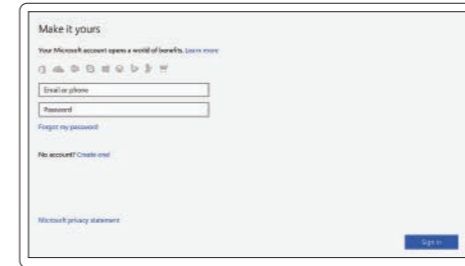 Make it yours
Your Microsoft account opens a world of benefits. Learn more
Email or phone
Password
Forgot my password
No account? Create one!
Microsoft privacy statement
Sign in